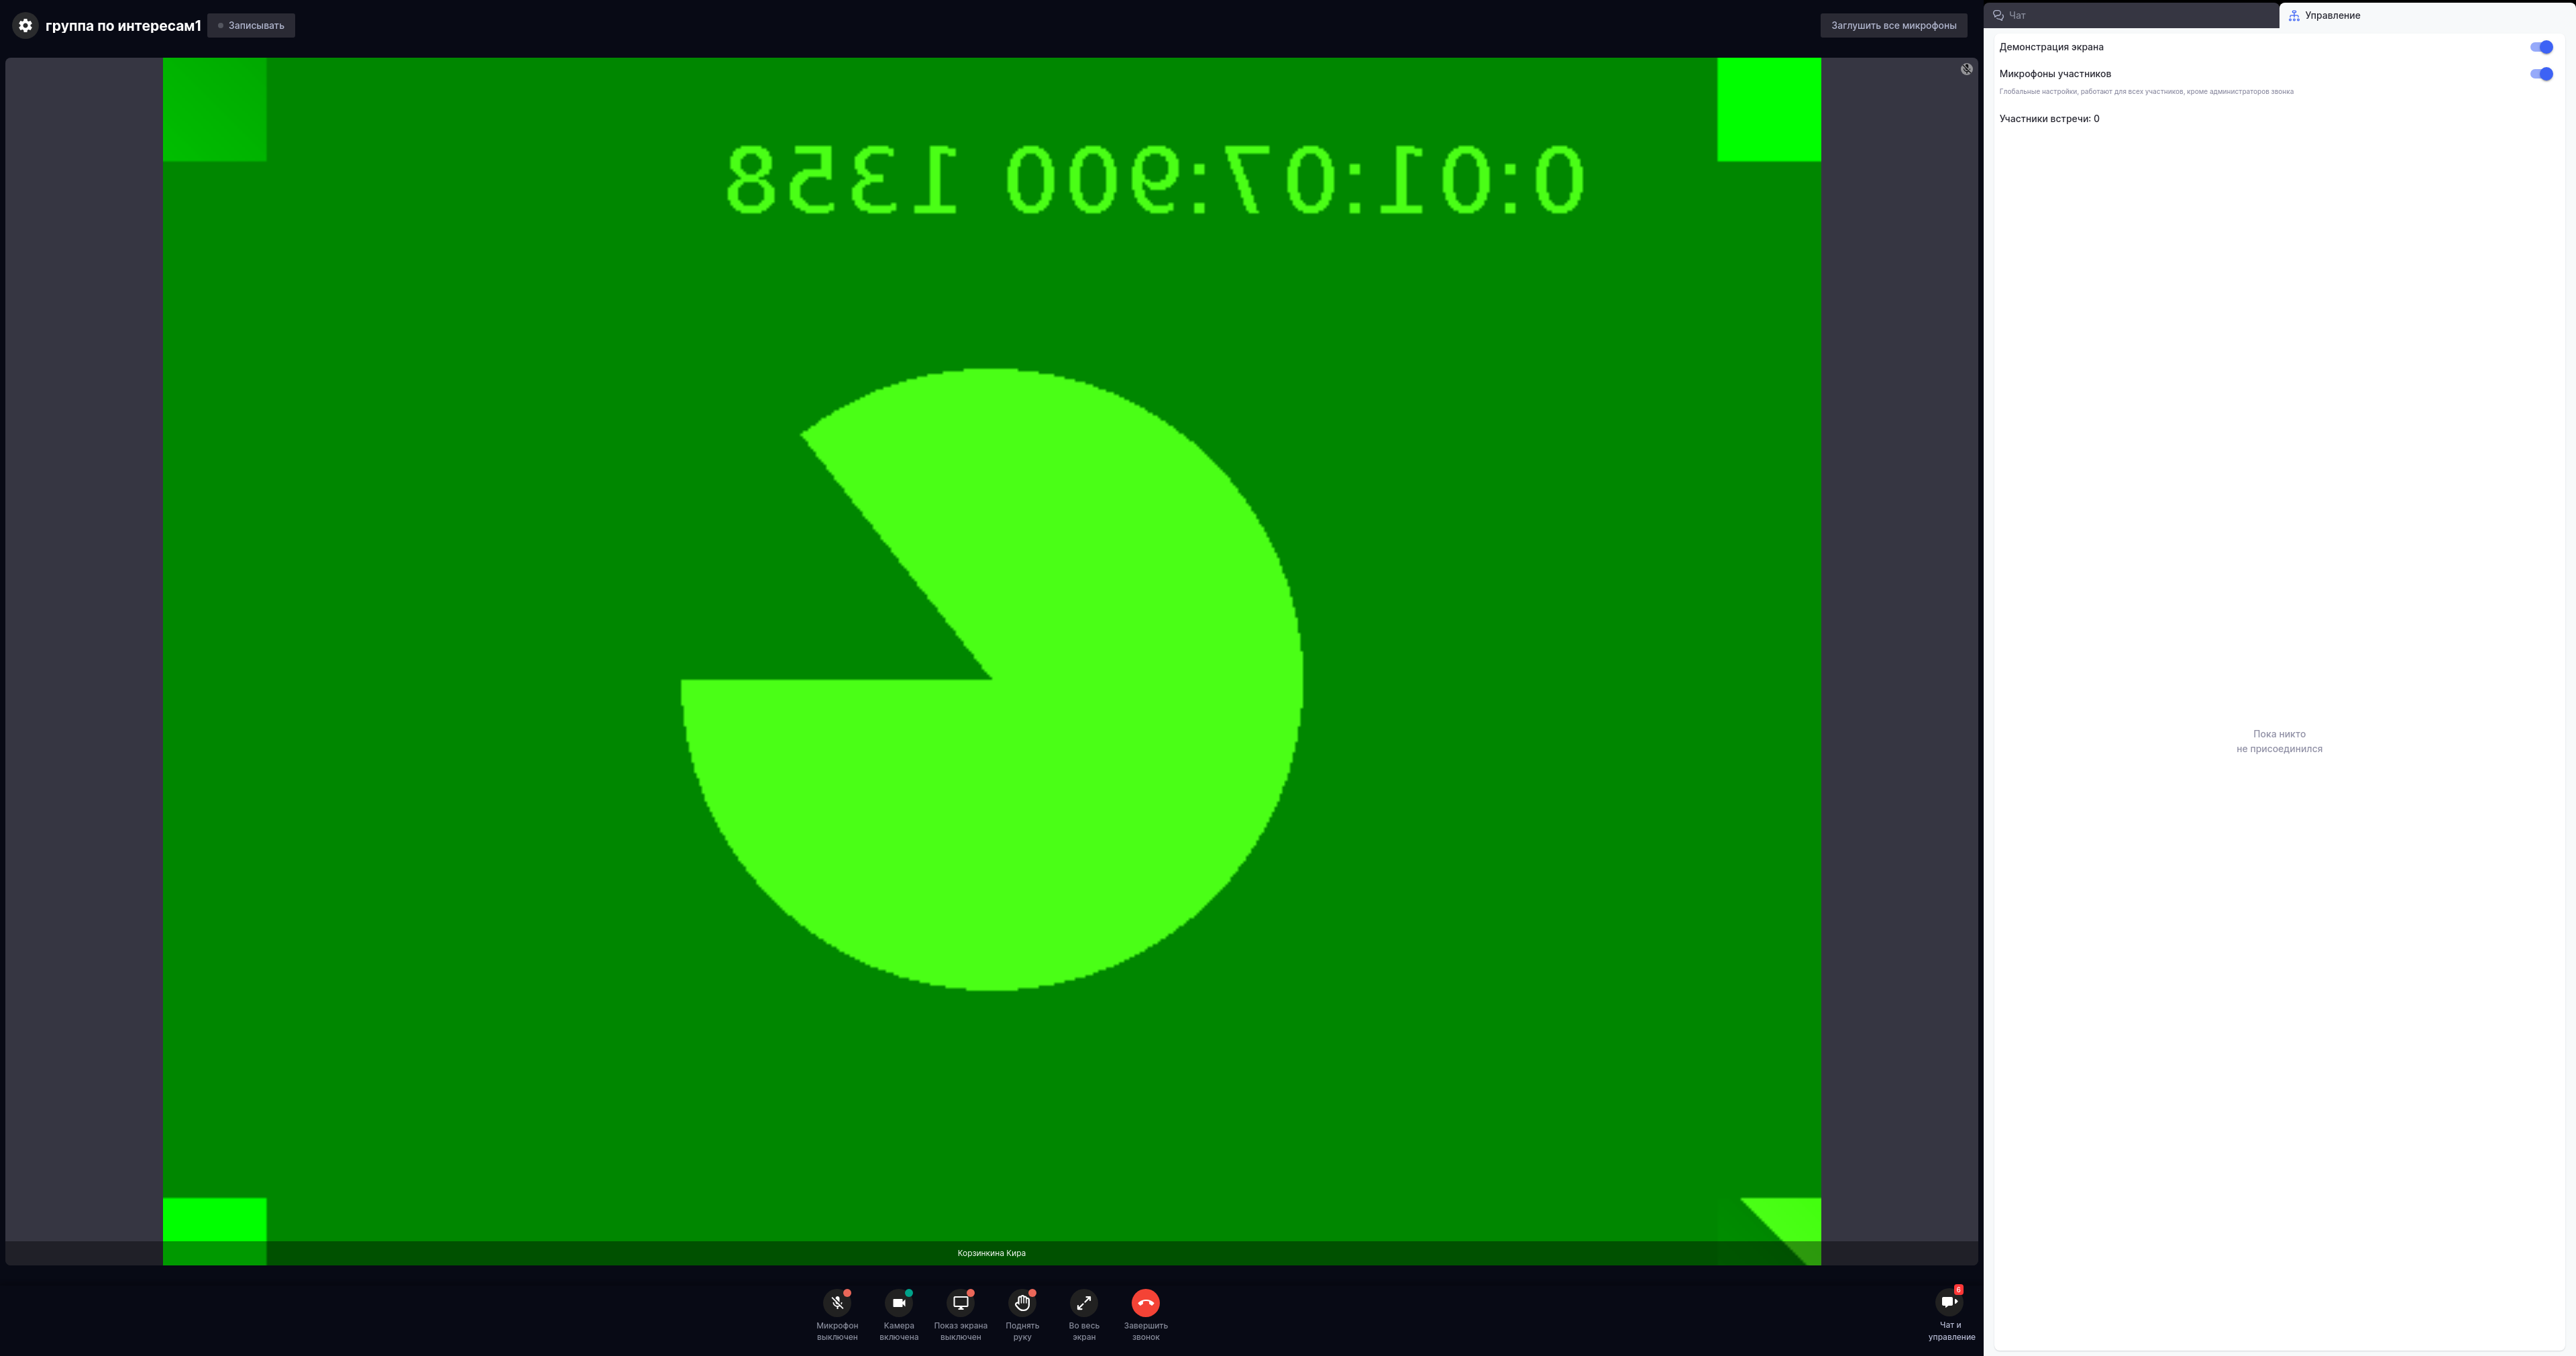 группа по интересам1
Записывать
Заглушить все микрофоны
Чат
Управление
Демонстрация экрана
Микрофоны участников
Глобальные настройки, работают для всех участников, кроме администраторов звонка
Участники встречи: 0
0:01:07:900 1358
Пока никто
не присоединился
Корзинкина Кира
Микрофон
выключен
Камера
включена
Показ экрана
выключен
Поднять
руку
Во весь
экран
Завершить
звонок
6
Чат и
управление